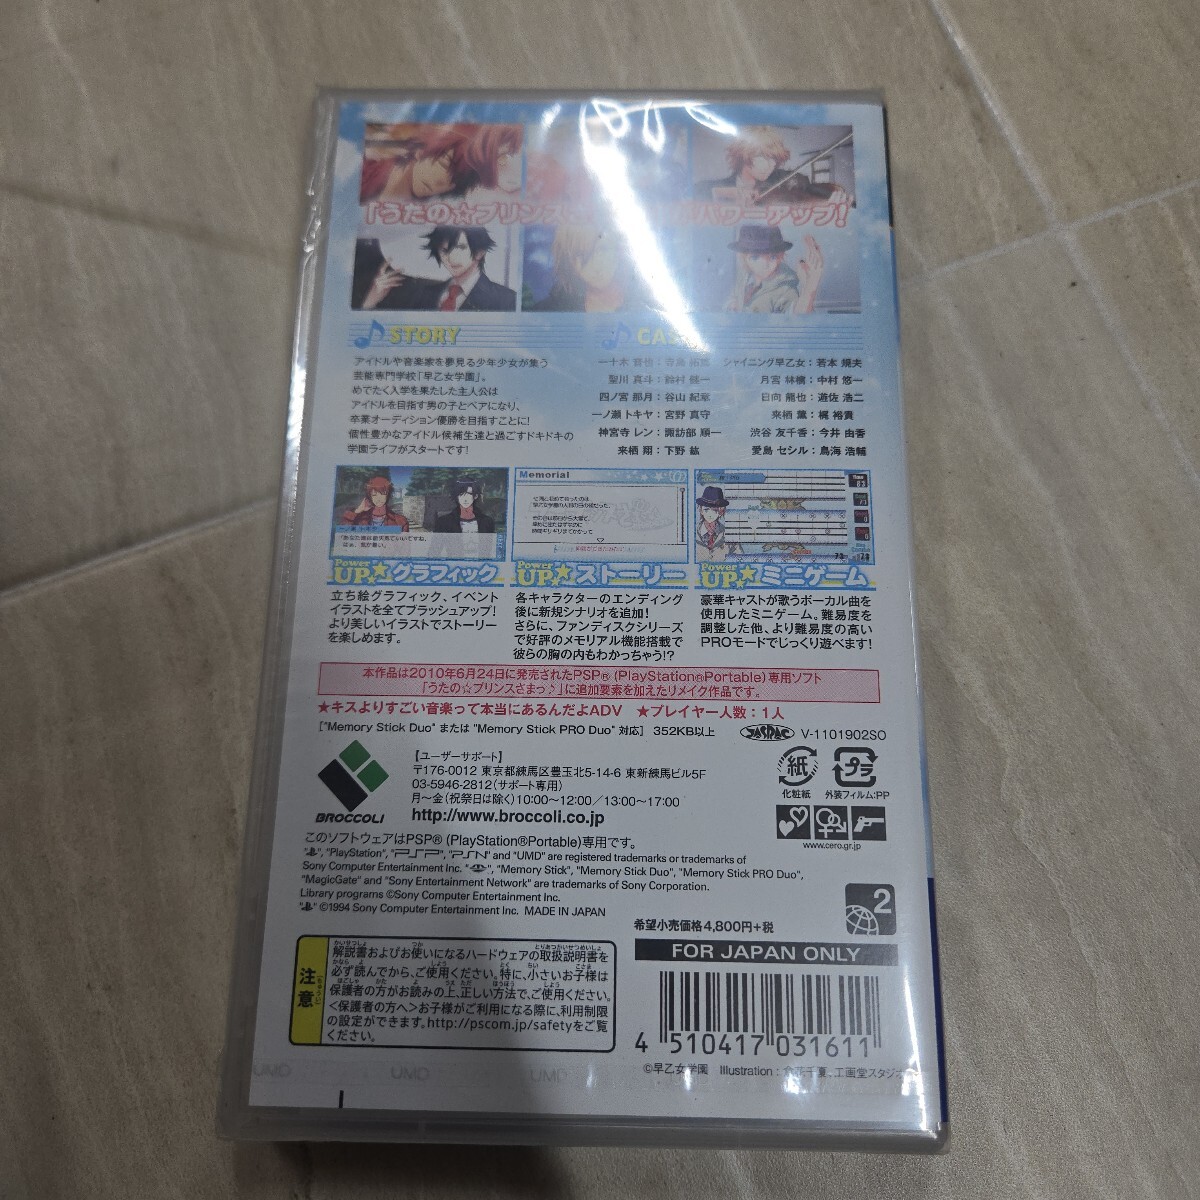 「うたの☆プリンスさ パワーアップ!
STORY
アイドルや音楽家を夢見る少年少女が集う
芸能専門学校「早乙女学園」。
めでたく入学を果たした主人公は
アイドルを目指す男の子とペアになり、
卒業オーディション優勝を目指すことに!
個性豊かなアイドル候補生達と過ごすドキドキの
学園ライフがスタートです!
CAST
一十木 音也:寺島 拓篤
聖川 真斗:鈴村 健一
四ノ宮 那月:谷山 紀章
一ノ瀬 トキヤ:宮野 真守
神宮寺 レン:諏訪部 順一
来栖 翔:下野 紘
シャイニング早乙女:若本 規夫
月宮 林檎:中村 悠一
日向 龍也:遊佐 浩二
来栖 薫:梶 裕貴
渋谷 友千香:今井 由香
愛島 セシル:鳥海 浩輔
Memorial
Power UP★グラフィック
立ち絵グラフィック、イベント
イラストを全てブラッシュアップ!
より美しいイラストでストーリー
を楽しめます。
Power UP★ストーリー
各キャラクターのエンディング
後に新規シナリオを追加!
さらに、ファンディスクシリーズ
で好評のメモリアル機能搭載で
彼らの胸の内もわかっちゃう!?
Power UP★ミニゲーム
豪華キャストが歌うボーカル曲を
使用したミニゲーム。難易度を
調整した他、より難易度の高い
PROモードでじっくり遊べます!
本作品は2010年6月24日に発売されたPSP® (PlayStation®Portable)専用ソフト
「うたの☆プリンスさまっ♪」に追加要素を加えたリメイク作品です。
★キスよりすごい音楽って本当にあるんだよADV ★プレイヤー人数:1人
["Memory Stick Duo" または "Memory Stick PRO Duo" 対応] 352KB以上
JASRAC V-1101902SO
BROCCOLI
【ユーザーサポート】
〒176-0012 東京都練馬区豊玉北5-14-6 東新練馬ビル5F
03-5946-2812(サポート専用)
月〜金(祝祭日は除く)10:00〜12:00/13:00〜17:00
http://www.broccoli.co.jp
紙 プラ
化粧紙 外装フィルム:PP
www.cero.gr.jp
このソフトウェアはPSP® (PlayStation®Portable)専用です。
" ", "PlayStation", "PSP", "PSN" and "UMD" are registered trademarks or trademarks of
Sony Computer Entertainment Inc. " ", "Memory Stick", "Memory Stick Duo", "Memory Stick PRO Duo",
"MagicGate" and "Sony Entertainment Network" are trademarks of Sony Corporation.
Library programs ©Sony Computer Entertainment Inc.
" " ©1994 Sony Computer Entertainment Inc. MADE IN JAPAN
2
希望小売価格4,800円+税
FOR JAPAN ONLY
注意
解説書およびお使いになるハードウェアの取扱説明書を
必ず読んでから、ご使用ください。特に、小さいお子様は
保護者の方がお読みの上、正しい方法で、ご使用ください。
<保護者の方へ>お子様がご利用になる際に、利用制限
の設定ができます。http://pscom.jp/safetyをご覧
ください。
4 510417 031611
©早乙女学園 Illustration:倉花千夏、工画堂スタジオ
UMD UMD UMD